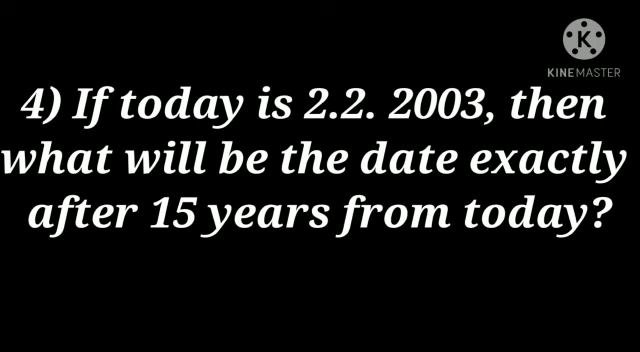 KINEMASTER
4) If today is 2.2. 2003, then
what will be the date exactly
after 15 years from today?